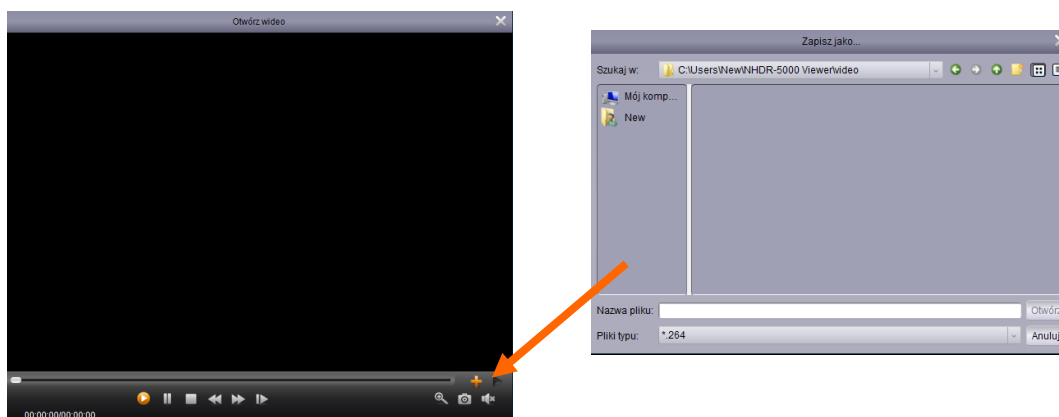 Otwórz wideo
00:00:00/00:00:00
Zapisz jako...
Szukaj w: C:\Users\New\NHDR-5000 Viewer\video
Mój komp...
New
Nazwa pliku: Otwórz
Pliki typu: *.264 Anuluj